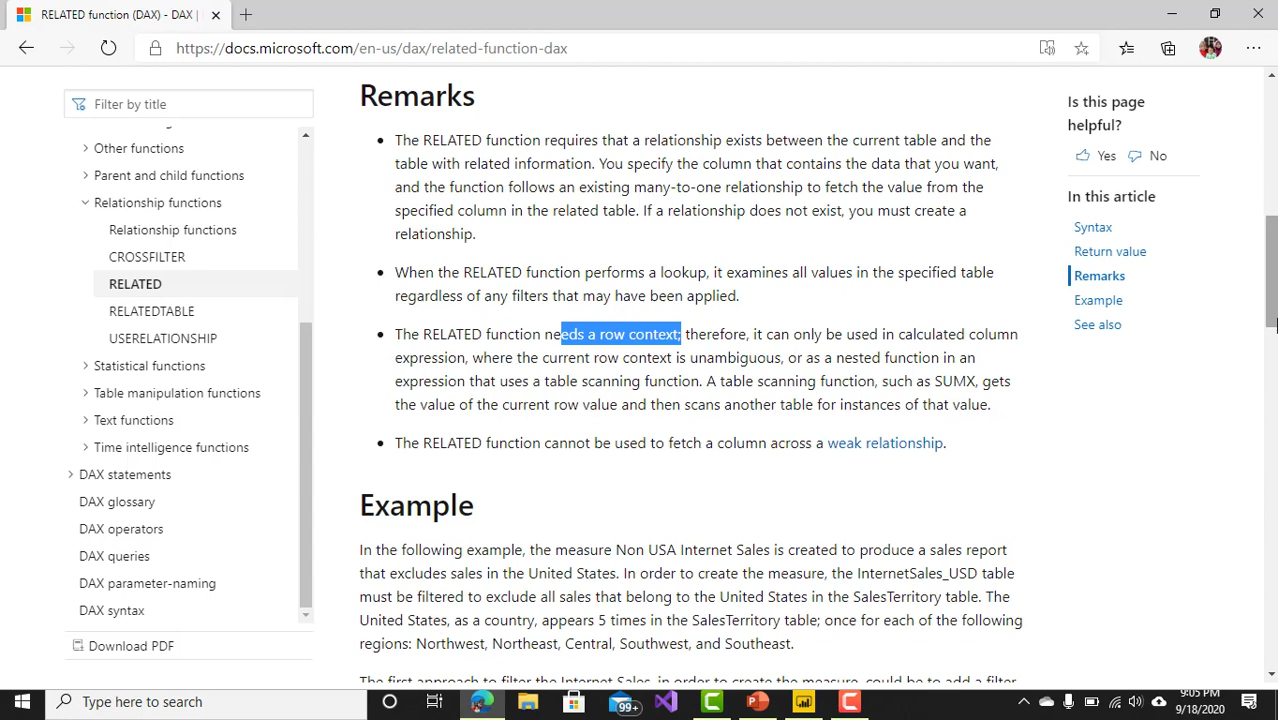 RELATED function (DAX) - DAX |
https://docs.microsoft.com/en-us/dax/related-function-dax
Filter by title
Other functions
Parent and child functions
Relationship functions
Relationship functions
CROSSFILTER
RELATED
RELATEDTABLE
USERELATIONSHIP
Statistical functions
Table manipulation functions
Text functions
Time intelligence functions
DAX statements
DAX glossary
DAX operators
DAX queries
DAX parameter-naming
DAX syntax
Download PDF
Remarks
The RELATED function requires that a relationship exists between the current table and the
table with related information. You specify the column that contains the data that you want,
and the function follows an existing many-to-one relationship to fetch the value from the
specified column in the related table. If a relationship does not exist, you must create a
relationship.
When the RELATED function performs a lookup, it examines all values in the specified table
regardless of any filters that may have been applied.
The RELATED function needs a row context; therefore, it can only be used in calculated column
expression, where the current row context is unambiguous, or as a nested function in an
expression that uses a table scanning function. A table scanning function, such as SUMX, gets
the value of the current row value and then scans another table for instances of that value.
The RELATED function cannot be used to fetch a column across a weak relationship.
Example
In the following example, the measure Non USA Internet Sales is created to produce a sales report
that excludes sales in the United States. In order to create the measure, the InternetSales_USD table
must be filtered to exclude all sales that belong to the United States in the SalesTerritory table. The
United States, as a country, appears 5 times in the SalesTerritory table; once for each of the following
regions: Northwest, Northeast, Central, Southwest, and Southeast.
The first approach to filter the Internet Sales, in order to create the measure, could be to add a filter
Is this page
helpful?
Yes No
In this article
Syntax
Return value
Remarks
Example
See also
Type here to search
99+
9:05 PM
9/18/2020